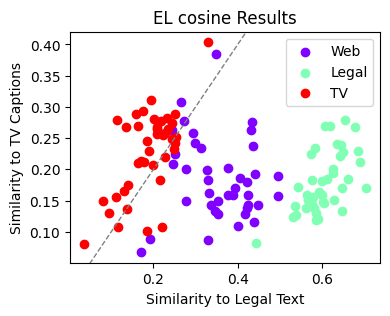 EL cosine Results
Web
Legal
TV
Similarity to TV Captions
0.40
0.35
0.30
0.25
0.20
0.15
0.10
0.2
0.4
0.6
Similarity to Legal Text